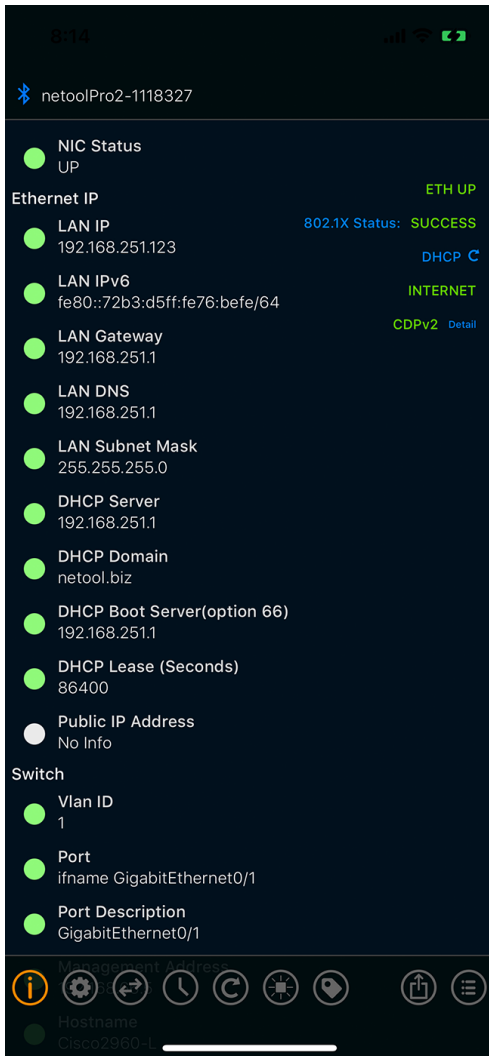 8:14
netoolPro2-1118327
NIC Status
UP
ETH UP
Ethernet IP
LAN IP
192.168.251.123
802.1X Status: SUCCESS
DHCP
LAN IPv6
fe80::72b3:d5ff:fe76:befe/64
INTERNET
CDPv2 Detail
LAN Gateway
192.168.251.1
LAN DNS
192.168.251.1
LAN Subnet Mask
255.255.255.0
DHCP Server
192.168.251.1
DHCP Domain
netool.biz
DHCP Boot Server(option 66)
192.168.251.1
DHCP Lease (Seconds)
86400
Public IP Address
No Info
Switch
Vlan ID
1
Port
ifname GigabitEthernet0/1
Port Description
GigabitEthernet0/1
Management Address
Hostname
Cisco2960-L